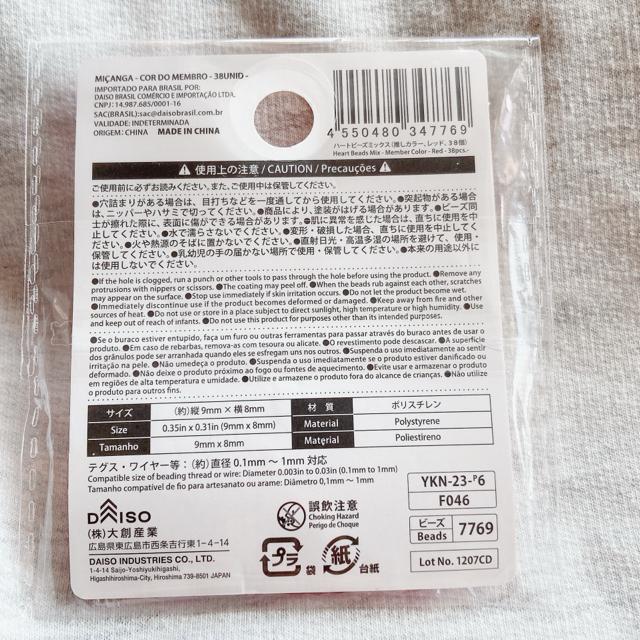 MIÇANGA - COR DO MEMBRO - 38UNID -
IMPORTADO PARA BRASIL POR:
DAISO BRASIL COMÉRCIO E IMPORTAÇÃO LTDA.
CNPJ: 14.987.685/0001-16
SAC(BRASIL):sac@daisobrasil.com.br
VALIDADE: INDETERMINADA
ORIGEM: CHINA MADE IN CHINA
4 550480 347769
ハートビーズミックス(推しカラー、レッド、38個)
Heart Beads Mix - Member Color - Red - 38pcs.-
使用上の注意 / CAUTION / Precauções
ご使用前に必ずお読みください。また、ご使用中は保管してください。
●穴詰まりがある場合は、目打ちなどを一度通してから使用してください。●突起物がある場合
は、ニッパーやハサミで切ってください。●商品により、塗装がはげる場合があります。●ビーズ同
士が擦れた際に、表面に傷ができる場合があります。●肌に異常を感じた場合は、直ちに使用を中
止してください。●水で濡らさないでください。●変形・破損した場合、直ちに使用を中止してくだ
さい。●火や熱源のそばに置かないでください。●直射日光・高温多湿の場所を避けて、使用・
保管してください。●乳幼児の手の届かない場所で使用・保管してください。●本来の用途以外に
は使用しないでください。
●If the hole is clogged, run a punch or other tools to pass through the hole before using the product. ●Remove any
protrusions with nippers or scissors. ●The coating may peel off. ●When the beads rub against each other, scratches
may appear on the surface. ●Stop use immediately if skin irritation occurs. ●Do not let the product become wet.
●Immediately discontinue use if the product becomes deformed or damaged. ●Keep away from fire and other
sources of heat. ●Do not use or store in a place subject to direct sunlight, high temperature or high humidity. ●Use
and keep out of reach of infants. ●Do not use this product for purposes other than its intended purposes.
●Se o buraco estiver entupido, faça um furo ou outras ferramentas para passar através do buraco antes de usar o
produto. ●Em caso de rebarbas, remova-as com tesoura ou alicate. ●O revestimento pode descascar. ●A superfície
dos grânulos pode ser arranhada quando eles se esfregam uns nos outros. ●Suspenda o uso imediatamente ao sentir
irritação na pele. ●Não umedeça o produto. ●Suspenda o uso imediatamente se o produto estiver danificado ou
deformado. ●Não deixe o produto próximo ao fogo ou fontes de aquecimento. ●Evite usar e armazenar o produto
em regiões de alta temperatura e umidade. ●Utilize e armazene o produto fora do alcance de crianças. ●Não utilize
o produto para outros fins.
サイズ (約)縦9mm×横8mm 材 質 ポリスチレン
Size 0.35in x 0.31in (9mm x 8mm) Material Polystyrene
Tamanho 9mm x 8mm Material Poliestireno
テグス・ワイヤー等:(約)直径0.1mm～1mm対応
Compatible size of beading thread or wire: Diameter 0.003in to 0.03in (0.1mm to 1mm)
Tamanho compatível de fio para artesanato ou arame: Diâmetro 0,1mm ~ 1mm
YKN-23-P6
F046
ビーズ
Beads 7769
Lot No. 1207CD
誤飲注意
Choking Hazard
Perigo de Choque
DAISO
(株)大創産業
広島県東広島市西条吉行東1-4-14
DAISO INDUSTRIES CO., LTD.
1-4-14 Saijo-Yoshiyukihigashi,
Higashihiroshima-City, Hiroshima 739-8501 JAPAN
プラ 袋
紙 台紙